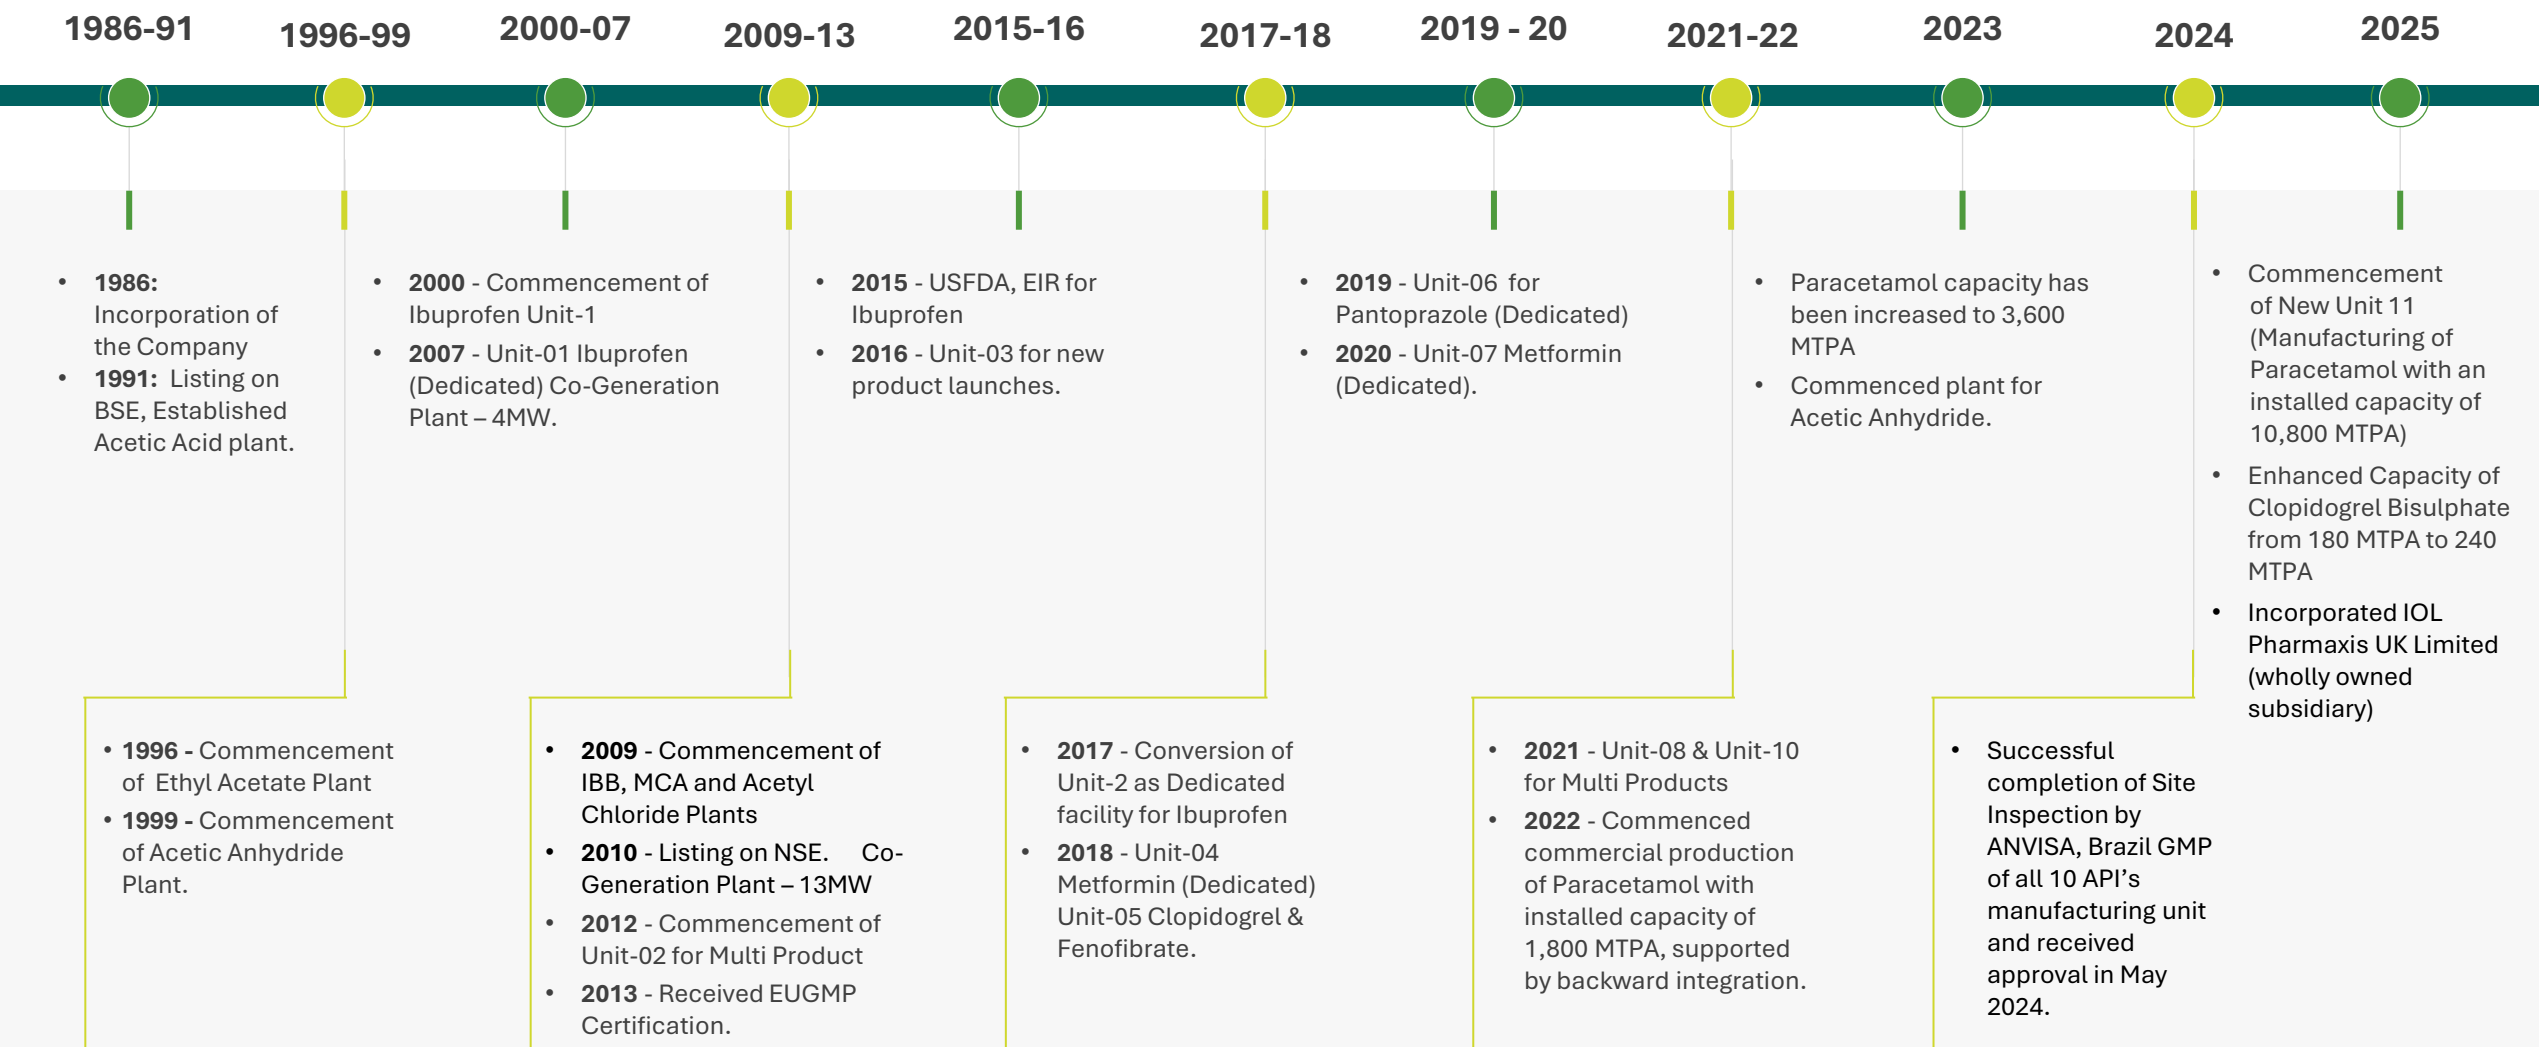 1986-91
1996-99
2000-07
2009-13
2015-16
2017-18
2019 - 20
2021-22
2023
2024
2025
• 1986:
Incorporation of
the Company
• 1991: Listing on
BSE, Established
Acetic Acid plant.
• 2000 - Commencement of
Ibuprofen Unit-1
• 2007 - Unit-01 Ibuprofen
(Dedicated) Co-Generation
Plant – 4MW.
• 2015 - USFDA, EIR for
Ibuprofen
• 2016 - Unit-03 for new
product launches.
• 2019 - Unit-06 for
Pantoprazole (Dedicated)
• 2020 - Unit-07 Metformin
(Dedicated).
• Paracetamol capacity has
been increased to 3,600
MTPA
• Commenced plant for
Acetic Anhydride.
• Commencement
of New Unit 11
(Manufacturing of
Paracetamol with an
installed capacity of
10,800 MTPA)
• Enhanced Capacity of
Clopidogrel Bisulphate
from 180 MTPA to 240
MTPA
• Incorporated IOL
Pharmaxis UK Limited
(wholly owned
subsidiary)
• 1996 - Commencement
of Ethyl Acetate Plant
• 1999 - Commencement
of Acetic Anhydride
Plant.
• 2009 - Commencement of
IBB, MCA and Acetyl
Chloride Plants
• 2010 - Listing on NSE. Co-
Generation Plant – 13MW
• 2012 - Commencement of
Unit-02 for Multi Product
• 2013 - Received EUGMP
Certification.
• 2017 - Conversion of
Unit-2 as Dedicated
facility for Ibuprofen
• 2018 - Unit-04
Metformin (Dedicated)
Unit-05 Clopidogrel &
Fenofibrate.
• 2021 - Unit-08 & Unit-10
for Multi Products
• 2022 - Commenced
commercial production
of Paracetamol with
installed capacity of
1,800 MTPA, supported
by backward integration.
• Successful
completion of Site
Inspection by
ANVISA, Brazil GMP
of all 10 API’s
manufacturing unit
and received
approval in May
2024.